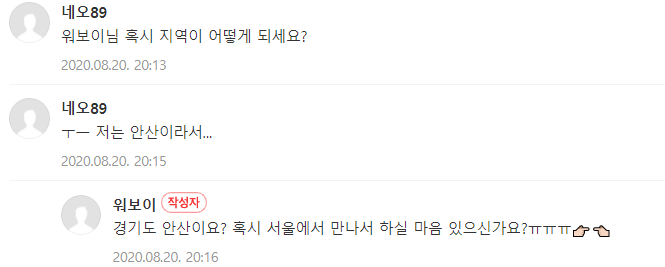 네오89
워보이님 혹시 지역이 어떻게 되세요?
2020.08.20. 20:13
네오89
ㅜㅡ 저는 안산이라서...
2020.08.20. 20:15
워보이 작성자
경기도 안산이요? 혹시 서울에서 만나서 하실 마음 있으신가요?ㅠㅠㅠ👉🏻👈🏻
2020.08.20. 20:16